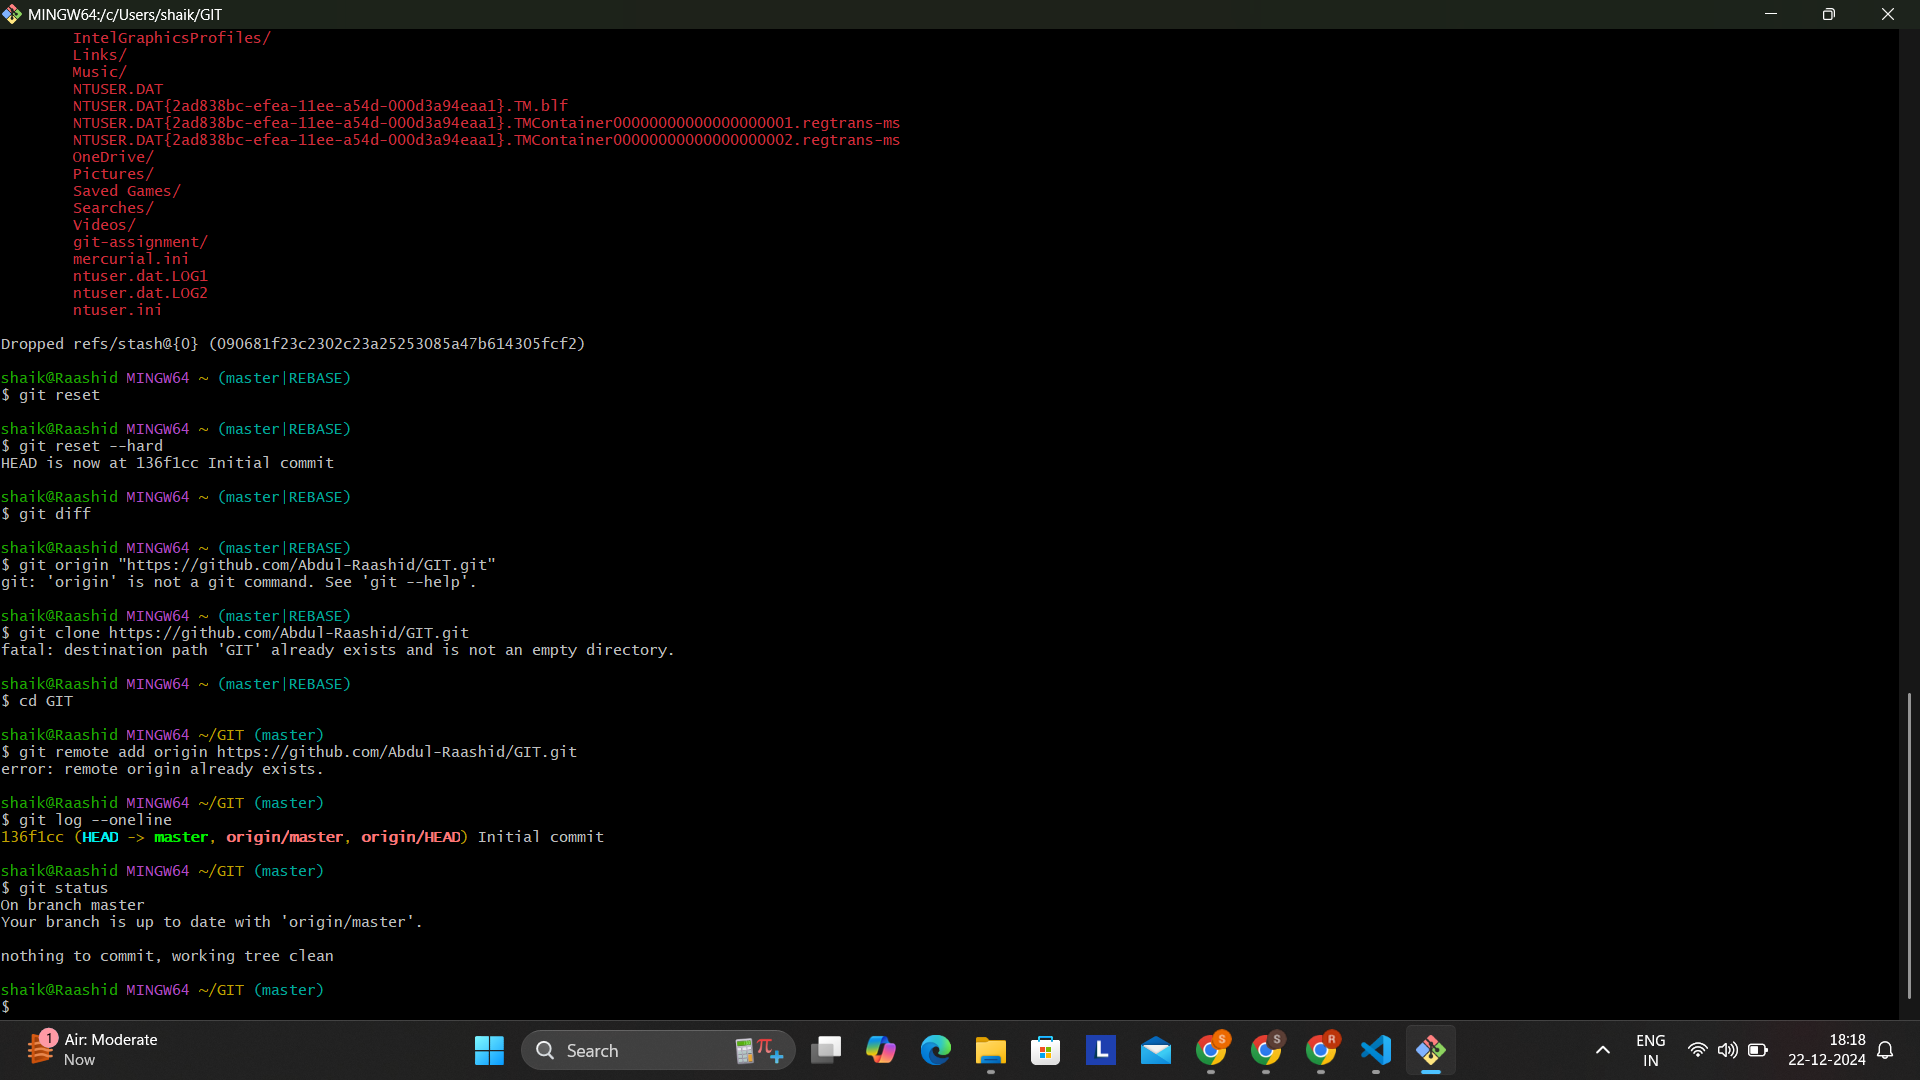 MINGW64:/c/Users/shaik/GIT
IntelGraphicsProfiles/
Links/
Music/
NTUSER.DAT
NTUSER.DAT{2ad838bc-efea-11ee-a54d-000d3a94eaa1}.TM.blf
NTUSER.DAT{2ad838bc-efea-11ee-a54d-000d3a94eaa1}.TMContainer00000000000000000001.regtrans-ms
NTUSER.DAT{2ad838bc-efea-11ee-a54d-000d3a94eaa1}.TMContainer00000000000000000002.regtrans-ms
OneDrive/
Pictures/
Saved Games/
Searches/
Videos/
git-assignment/
mercurial.ini
ntuser.dat.LOG1
ntuser.dat.LOG2
ntuser.ini
Dropped refs/stash@{0} (090681f23c2302c23a25253085a47b614305fcf2)
shaik@Raashid MINGW64 ~ (master|REBASE)
$ git reset
shaik@Raashid MINGW64 ~ (master|REBASE)
$ git reset --hard
HEAD is now at 136f1cc Initial commit
shaik@Raashid MINGW64 ~ (master|REBASE)
$ git diff
shaik@Raashid MINGW64 ~ (master|REBASE)
$ git origin "https://github.com/Abdul-Raashid/GIT.git"
git: 'origin' is not a git command. See 'git --help'.
shaik@Raashid MINGW64 ~ (master|REBASE)
$ git clone https://github.com/Abdul-Raashid/GIT.git
fatal: destination path 'GIT' already exists and is not an empty directory.
shaik@Raashid MINGW64 ~ (master|REBASE)
$ cd GIT
shaik@Raashid MINGW64 ~/GIT (master)
$ git remote add origin https://github.com/Abdul-Raashid/GIT.git
error: remote origin already exists.
shaik@Raashid MINGW64 ~/GIT (master)
$ git log --oneline
136f1cc (HEAD -> master, origin/master, origin/HEAD) Initial commit
shaik@Raashid MINGW64 ~/GIT (master)
$ git status
On branch master
Your branch is up to date with 'origin/master'.
nothing to commit, working tree clean
shaik@Raashid MINGW64 ~/GIT (master)
$
1
Air: Moderate
Now
Search
π
L
S
S
R
ENG
IN
18:18
22-12-2024